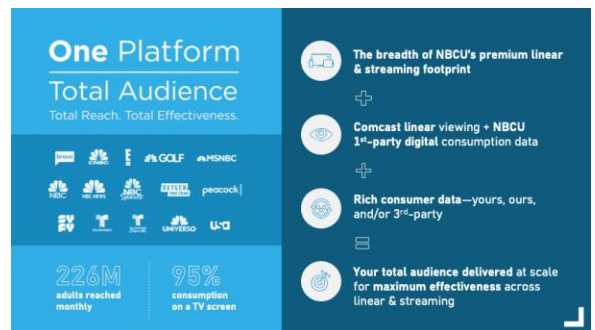 One Platform
Total Audience
Total Reach. Total Effectiveness.
bravo
CNBC
E!
GOLF
MSNBC
NBC
NBC NEWS
NBC
Sports
OXYGEN
TRUE CRIME
peacock
SYFY
TELEMUNDO
UNIVERSO
USA
226M
adults reached
monthly
95%
consumption
on a TV screen
The breadth of NBCU's premium linear
& streaming footprint
+
Comcast linear viewing + NBCU
1st-party digital consumption data
+
Rich consumer data—yours, ours,
and/or 3rd-party
=
Your total audience delivered at scale
for maximum effectiveness across
linear & streaming